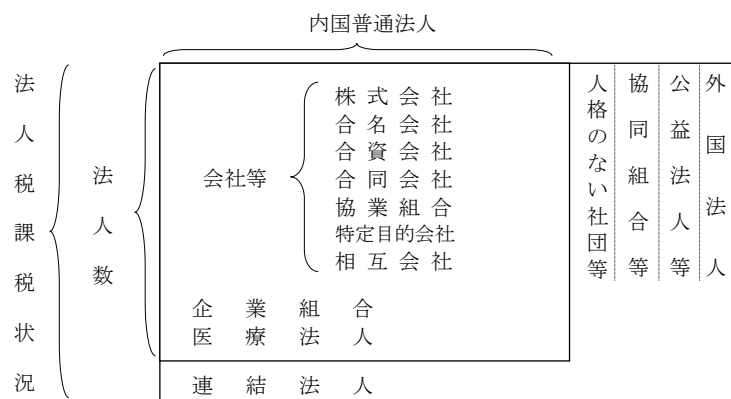 内国普通法人
法人税課税状況
法人数
会社等
株式会社
合名会社
合資会社
合同会社
協業組合
特定目的会社
相互会社
企業組合
医療法人
連結法人
人格のない社団等
協同組合等
公益法人等
外国法人